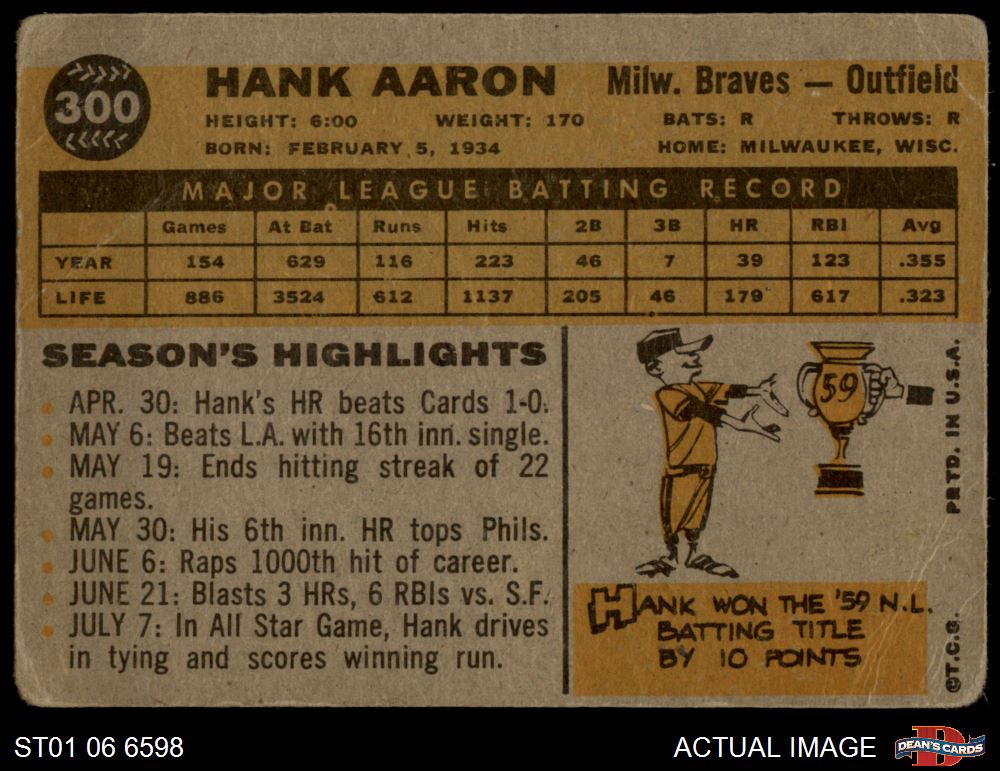 300
HANK AARON Milw. Braves — Outfield
HEIGHT: 6:00 WEIGHT: 170 BATS: R THROWS: R
BORN: FEBRUARY 5, 1934 HOME: MILWAUKEE, WISC.
MAJOR LEAGUE BATTING RECORD
Games At Bat Runs Hits 2B 3B HR RBI Avg
YEAR 154 629 116 223 46 7 39 123 .355
LIFE 886 3524 612 1137 205 46 179 617 .323
SEASON'S HIGHLIGHTS
APR. 30: Hank's HR beats Cards 1-0.
MAY 6: Beats L.A. with 16th inn. single.
MAY 19: Ends hitting streak of 22
games.
MAY 30: His 6th inn. HR tops Phils.
JUNE 6: Raps 1000th hit of career.
JUNE 21: Blasts 3 HRs, 6 RBIs vs. S.F.
JULY 7: In All Star Game, Hank drives
in tying and scores winning run.
59
HANK WON THE '59 N.L.
BATTING TITLE
BY 10 POINTS
©T.C.G. PRTD. IN U.S.A.
ST01 06 6598
ACTUAL IMAGE
D
DEAN'S CARDS